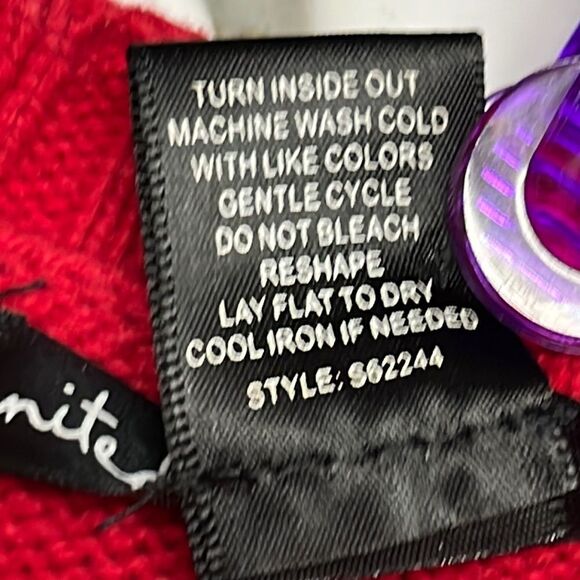 TURN INSIDE OUT
MACHINE WASH COLD
WITH LIKE COLORS
GENTLE CYCLE
DO NOT BLEACH
RESHAPE
LAY FLAT TO DRY
COOL IRON IF NEEDED
STYLE: S62244